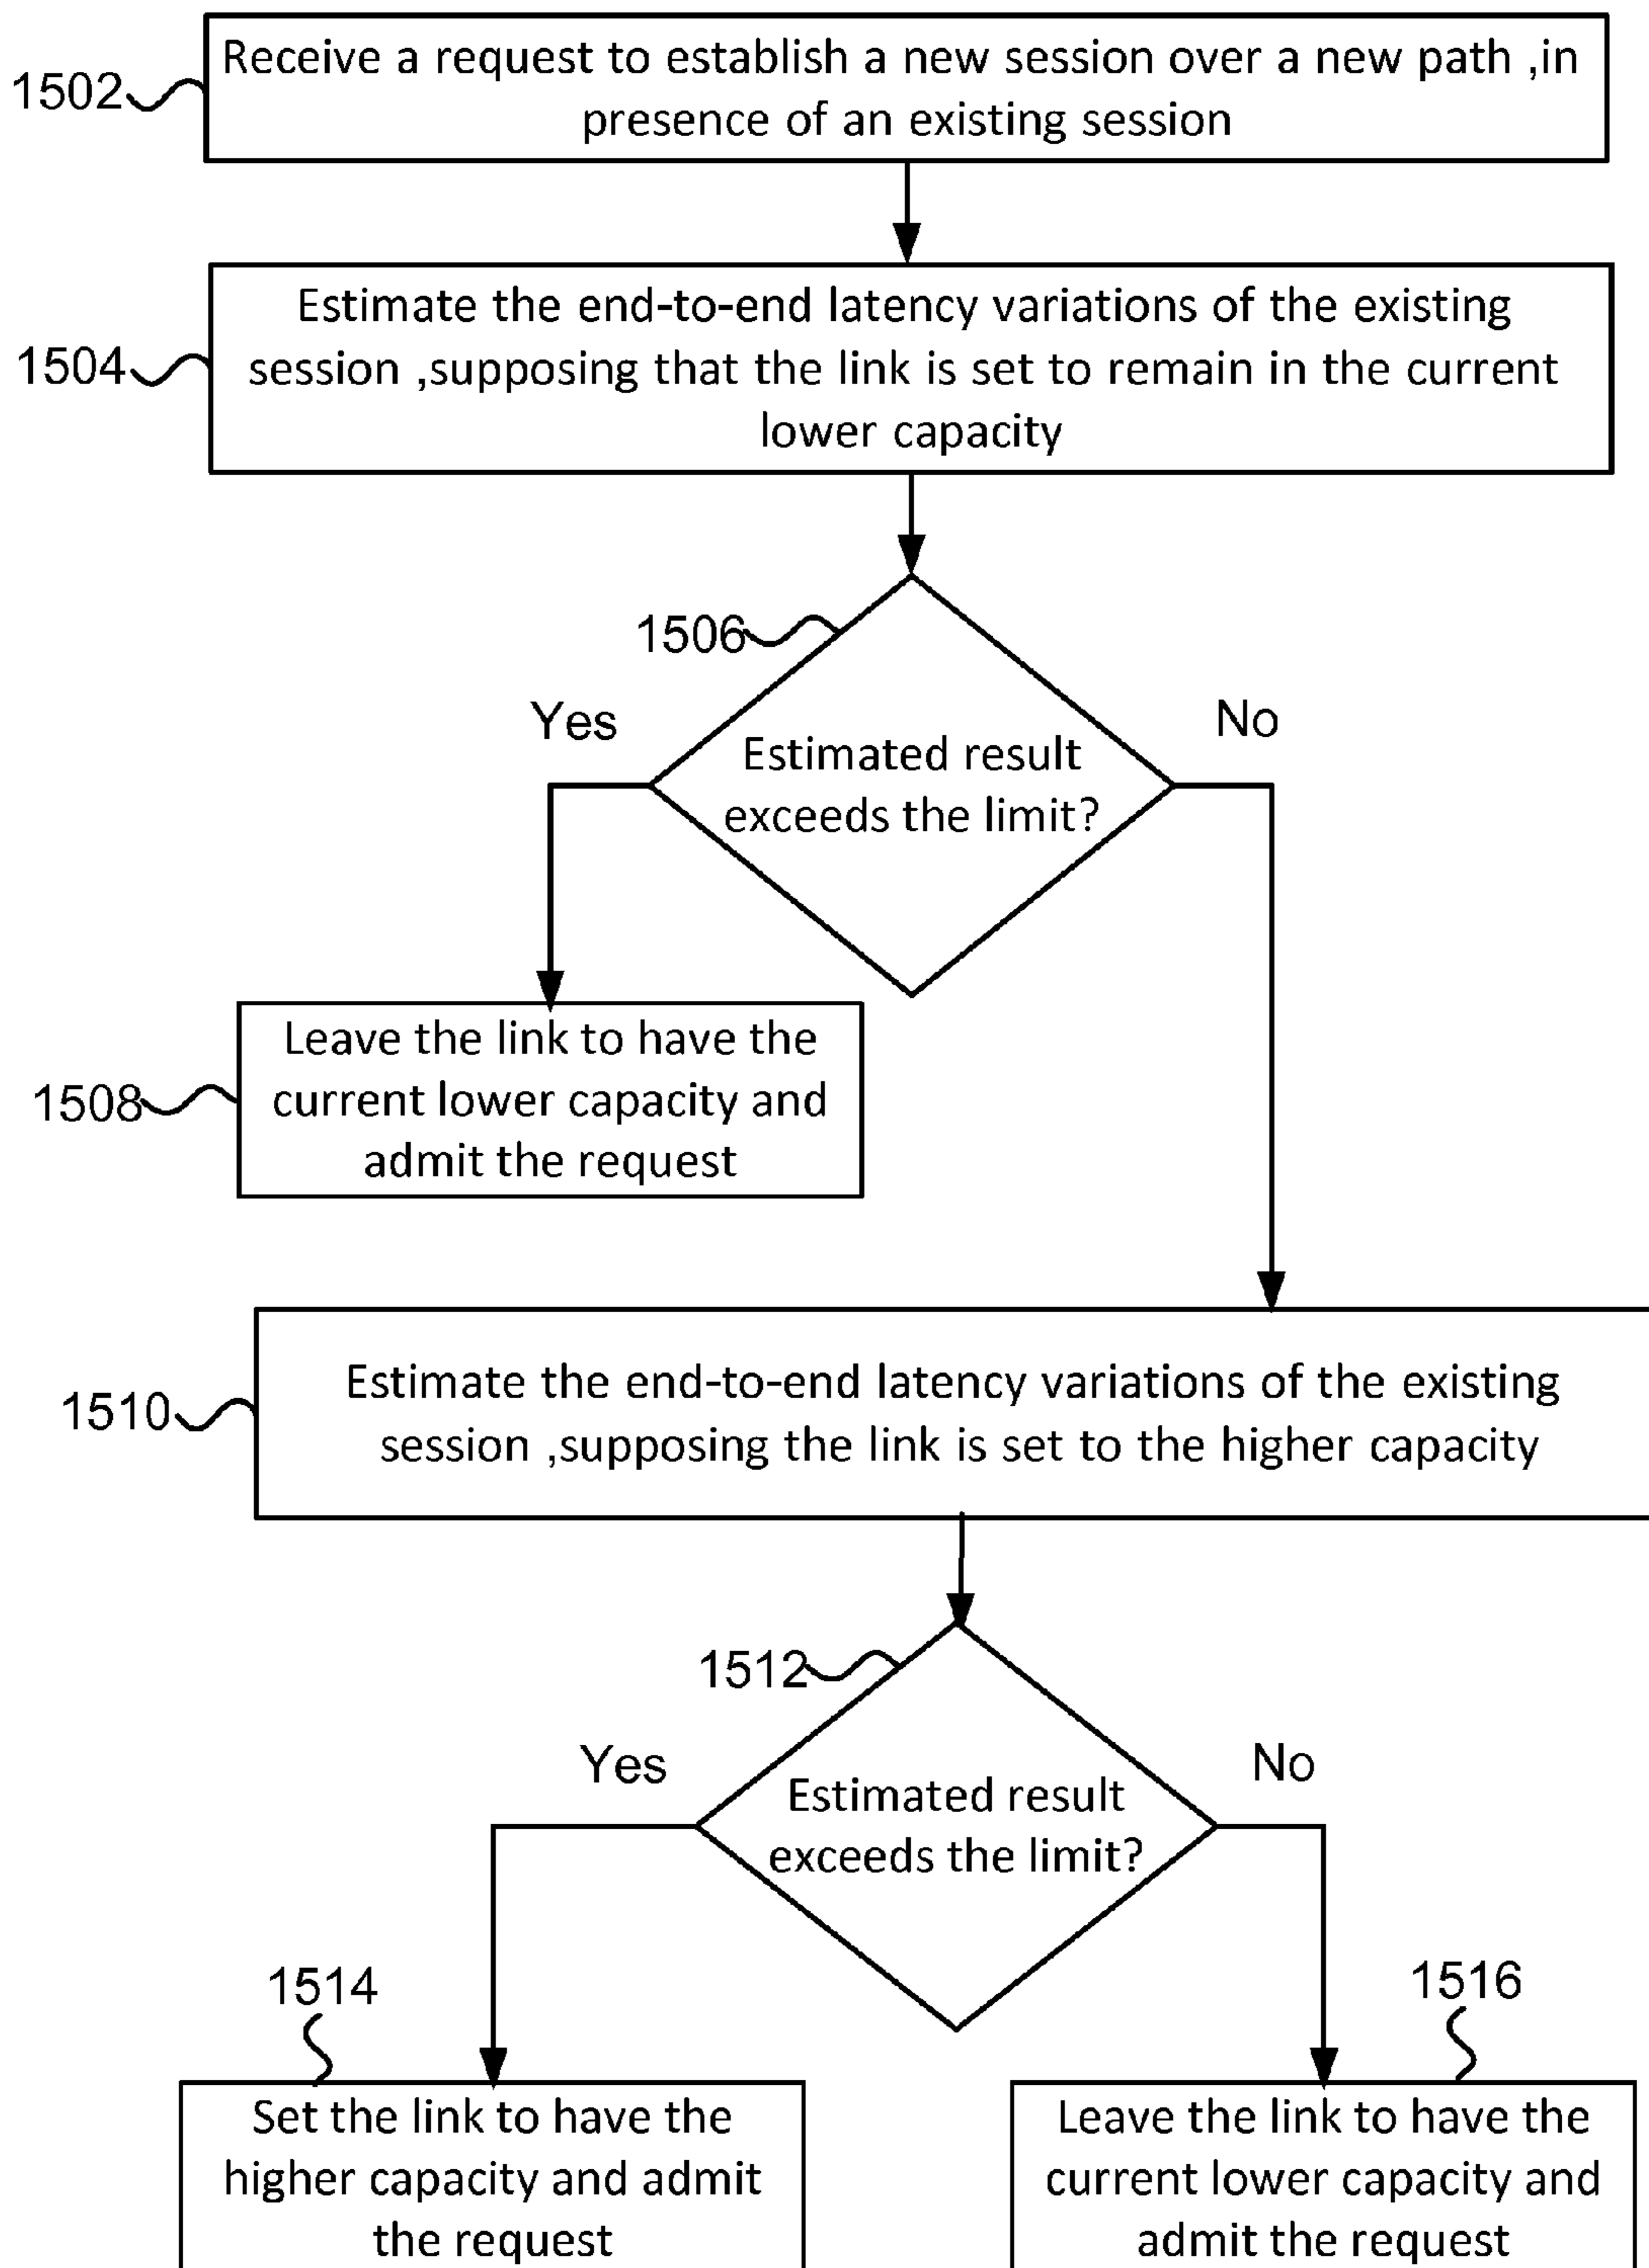 1502
Receive a request to establish a new session over a new path ,in
presence of an existing session
1504
Estimate the end-to-end latency variations of the existing
session ,supposing that the link is set to remain in the current
lower capacity
1506
Yes
No
Estimated result
exceeds the limit?
1508
Leave the link to have the
current lower capacity and
admit the request
1510
Estimate the end-to-end latency variations of the existing
session ,supposing the link is set to the higher capacity
1512
Yes
No
Estimated result
exceeds the limit?
1514
Set the link to have the
higher capacity and admit
the request
1516
Leave the link to have the
current lower capacity and
admit the request